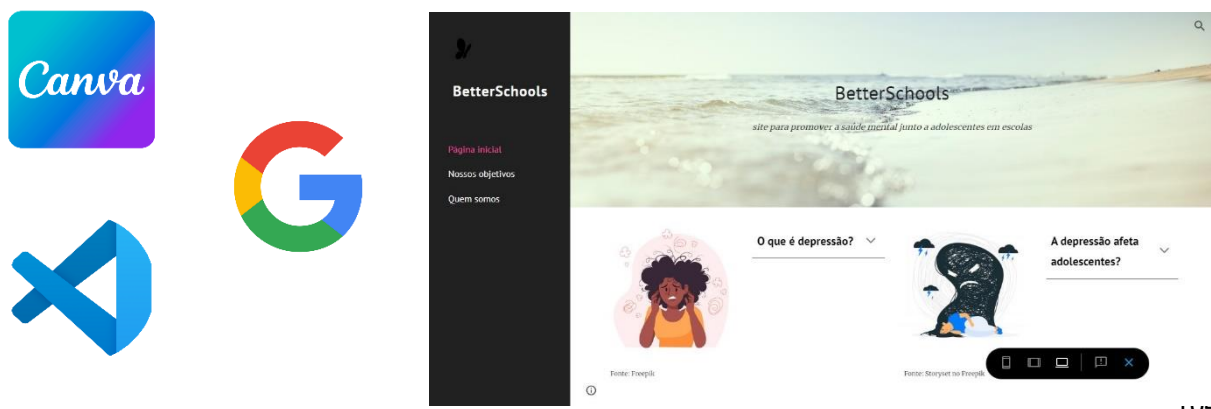 Canva
BetterSchools
Página inicial
Nossos objetivos
Quem somos
BetterSchools
site para promover a saúde mental junto a adolescentes em escolas
O que é depressão?
A depressão afeta
adolescentes?
Fonte: Freepik
Fonte: Storyset no Freepik